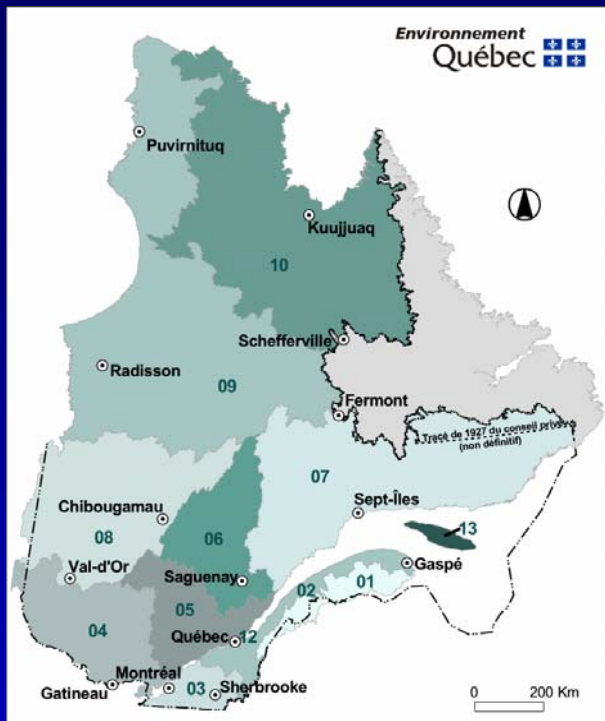 Environnement
Québec
Puvirnituq
Kuujjuaq
10
Schefferville
Radisson
09
Fermont
Tracé de 1927 du conseil privé
(non définitif)
07
Chibougamau
Sept-Îles
08
06
13
Val-d'Or
Saguenay
Gaspé
02
01
05
04
Québec
12
Montréal
03
Gatineau
Sherbrooke
0
200 Km